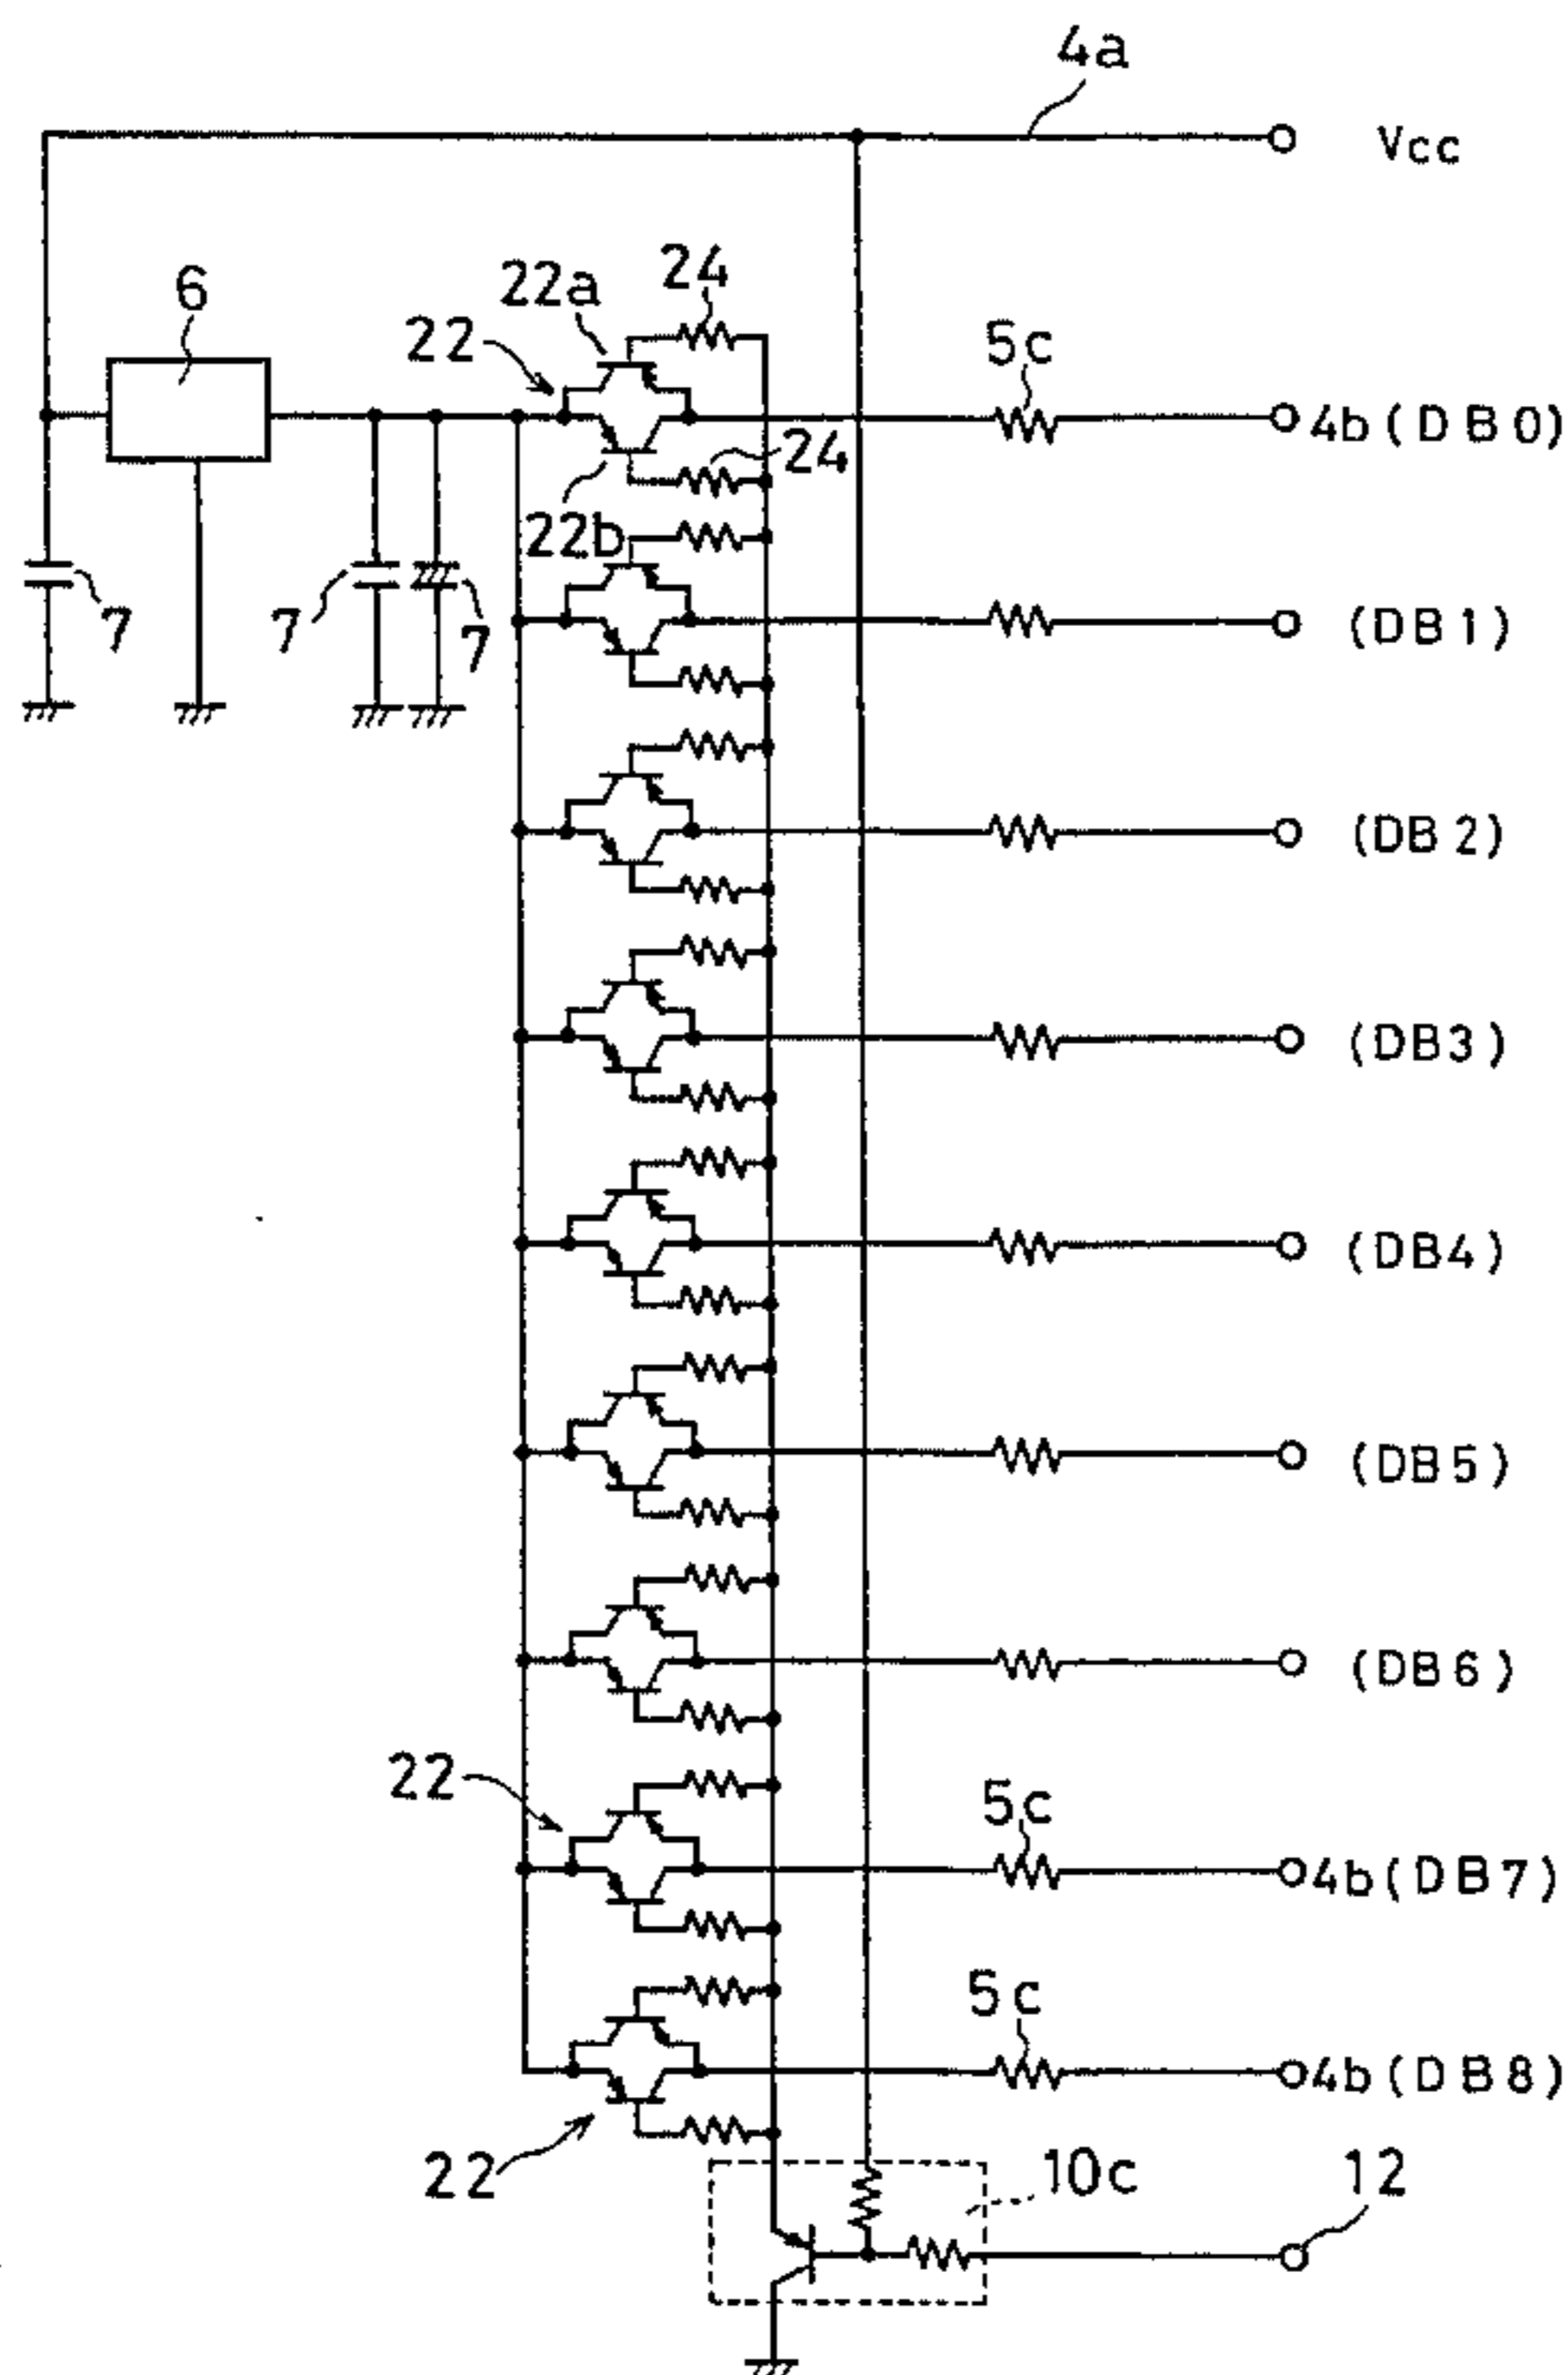 4a
Vcc
6
22a
24
22
5c
4b(DB0)
24
22b
7
7
7
(DB1)
(DB2)
(DB3)
(DB4)
(DB5)
(DB6)
22
5c
4b(DB7)
5c
4b(DB8)
22
10c
12